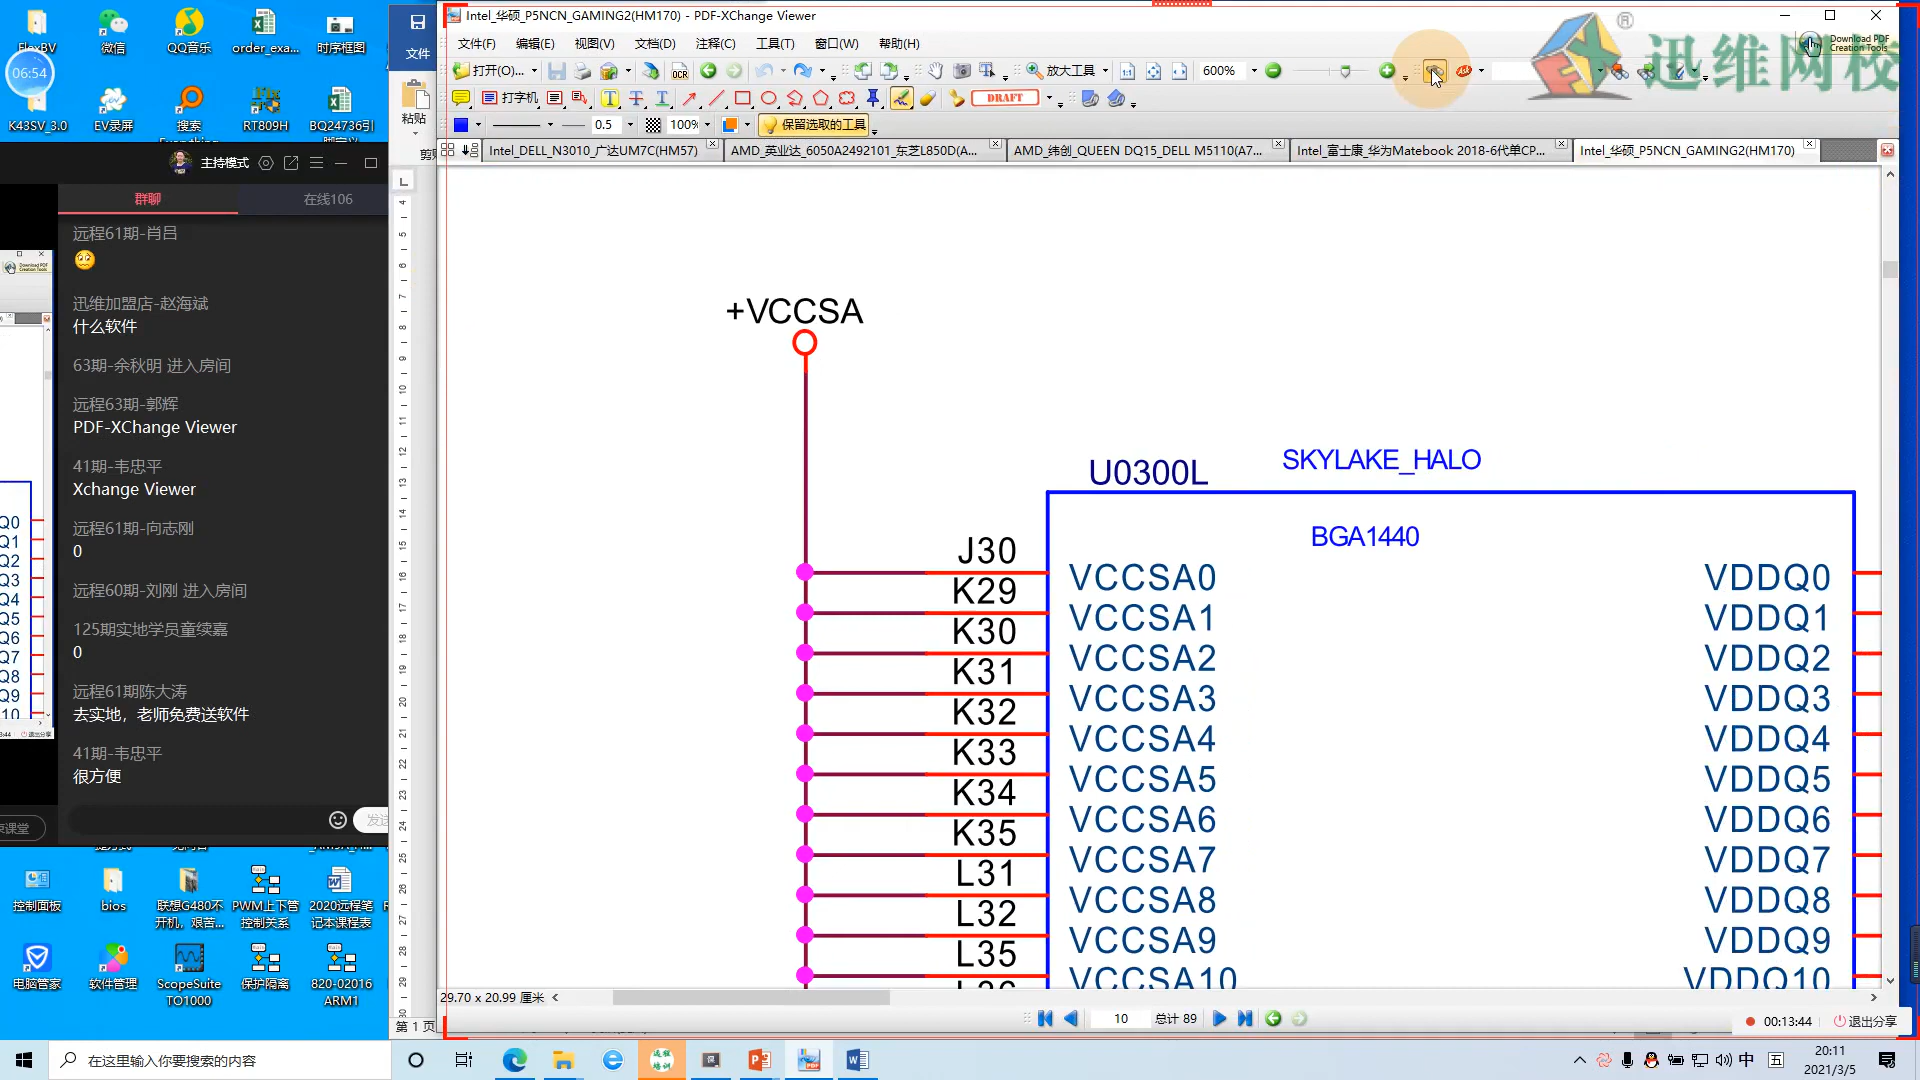 Intel_华硕_P5NCN_GAMING2(HM170) - PDF-XChange Viewer
文件(F) 编辑(E) 视图(V) 文档(D) 注释(C) 工具(T) 窗口(W) 帮助(H)
Download PDF
Creation Tools
迅维网校
®
打开(O)... OCR 放大工具 600%
打字机 DRAFT
0.5 100% 保留选取的工具
Intel_DELL_N3010_广达UM7C(HM57)
AMD_英业达_6050A2492101_东芝L850D(A...
AMD_纬创_QUEEN DQ15_DELL M5110(A7...
Intel_富士康_华为Matebook 2018-6代单CP...
Intel_华硕_P5NCN_GAMING2(HM170)
06:54
微信
QQ音乐
order_exa...
时序框图
K43SV_3.0
EV录屏
搜索
RT809H
BQ24736引
文件
粘贴
主持模式
群聊
在线106
远程61期-肖吕
迅维加盟店-赵海斌
什么软件
63期-余秋明 进入房间
远程63期-郭辉
PDF-XChange Viewer
41期-韦忠平
Xchange Viewer
远程61期-向志刚
0
远程60期-刘刚 进入房间
125期实地学员童续嘉
0
远程61期陈大涛
去实地，老师免费送软件
41期-韦忠平
很方便
+VCCSA
U0300L
SKYLAKE_HALO
BGA1440
J30 VCCSA0 VDDQ0
K29 VCCSA1 VDDQ1
K30 VCCSA2 VDDQ2
K31 VCCSA3 VDDQ3
K32 VCCSA4 VDDQ4
K33 VCCSA5 VDDQ5
K34 VCCSA6 VDDQ6
K35 VCCSA7 VDDQ7
L31 VCCSA8 VDDQ8
L32 VCCSA9 VDDQ9
L35 VCCSA10 VDDQ10
控制面板
bios
联想G480不
开机，艰苦...
PWM上下管
控制关系
2020远程笔
记本课程表
电脑管家
软件管理
ScopeSuite
TO1000
保护隔离
820-02016
ARM1
29.70 x 20.99 厘米
第 1 页
10 总计 89
00:13:44 退出分享
在这里输入你要搜索的内容
中
五
20:11
2021/3/5